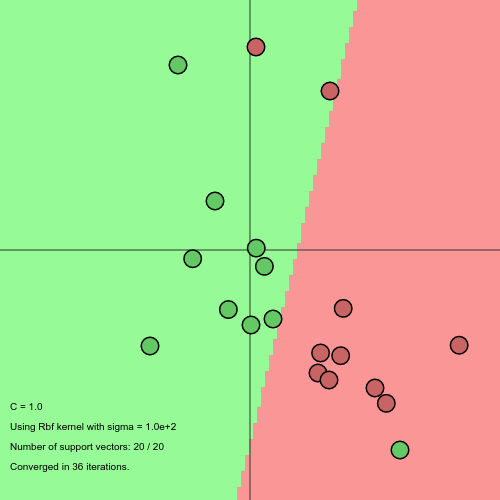 C = 1.0
Using Rbf kernel with sigma = 1.0e+2
Number of support vectors: 20 / 20
Converged in 36 iterations.